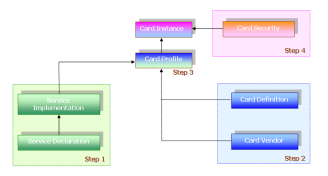 Card Instance
Card Security
Step 4
Card Profile
Step 3
Service
Implementation
Card Definition
Service Declaration
Card Vendor
Step 1
Step 2